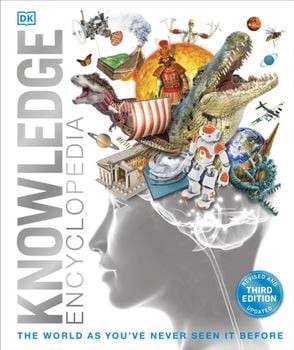 DK
KNOWLEDGE
ENCYCLOPEDIA
REVISED AND
THIRD
EDITION
UPDATED
THE WORLD AS YOU'VE NEVER SEEN IT BEFORE